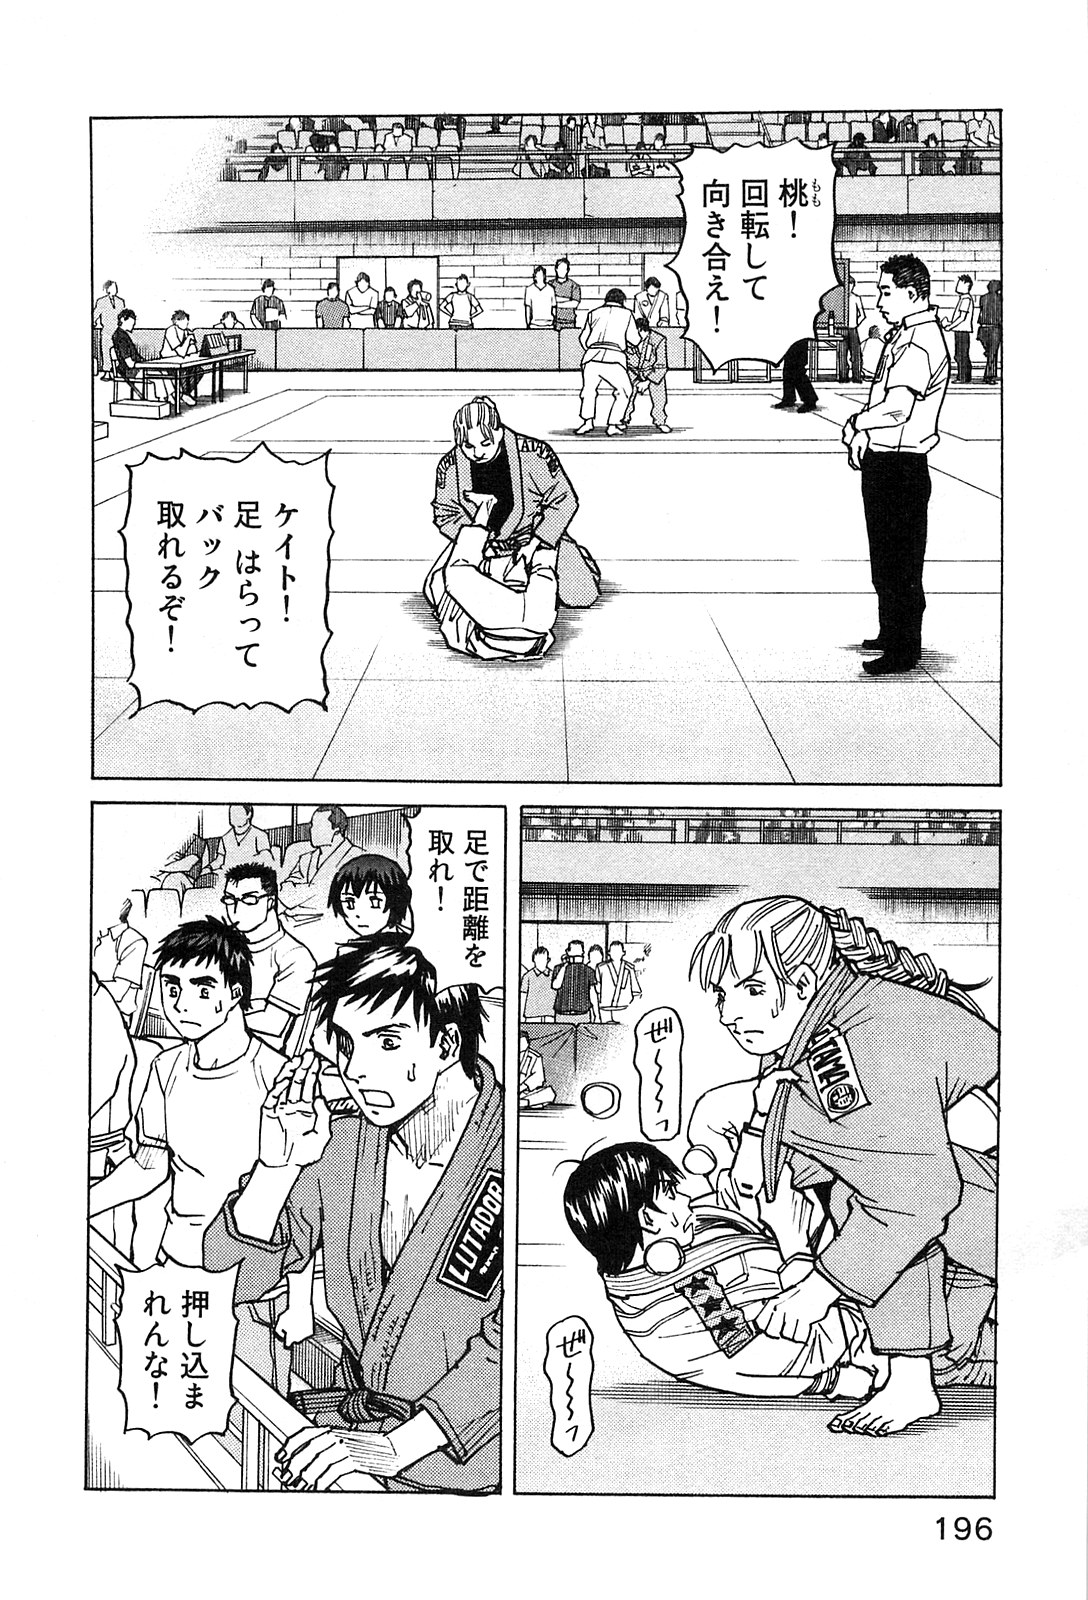 桃！
もも
回転して
向き合え！
ケイト！
足 はらって
バック
取れるぞ！
ATAMA
ぜ〜〜〜っ
ぜ〜〜〜っ
足で距離を
取れ！
LUTADOR
押し込ま
れんな！
196